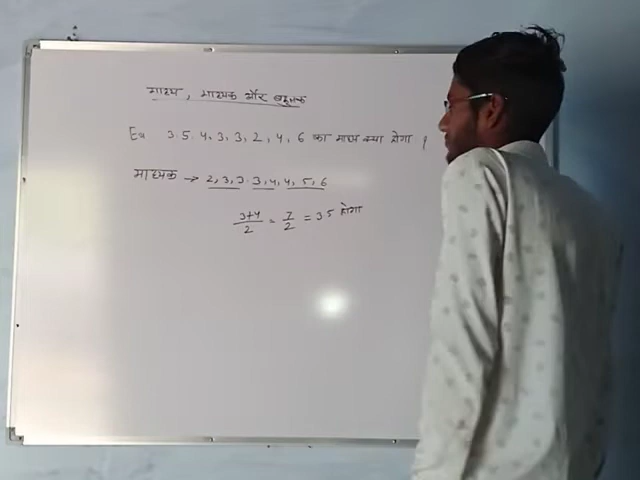 माध्य, माध्यक और बहुलक
Ex 3.5.4,3,3,2,4,6 का माध्य क्या होगा ?
माध्यक → 2,3,3.3,4,4,5,6
3+4/2 = 7/2 = 3.5 होगा